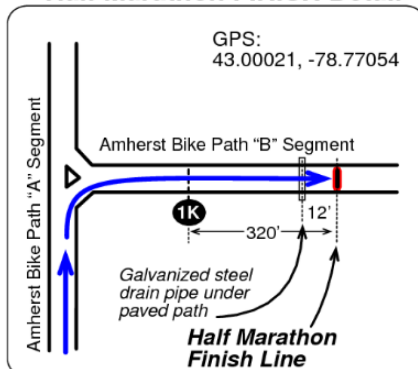 GPS:
43.00021, -78.77054
Amherst Bike Path "A" Segment
Amherst Bike Path "B" Segment
1K
12'
320'
Galvanized steel
drain pipe under
paved path
Half Marathon
Finish Line